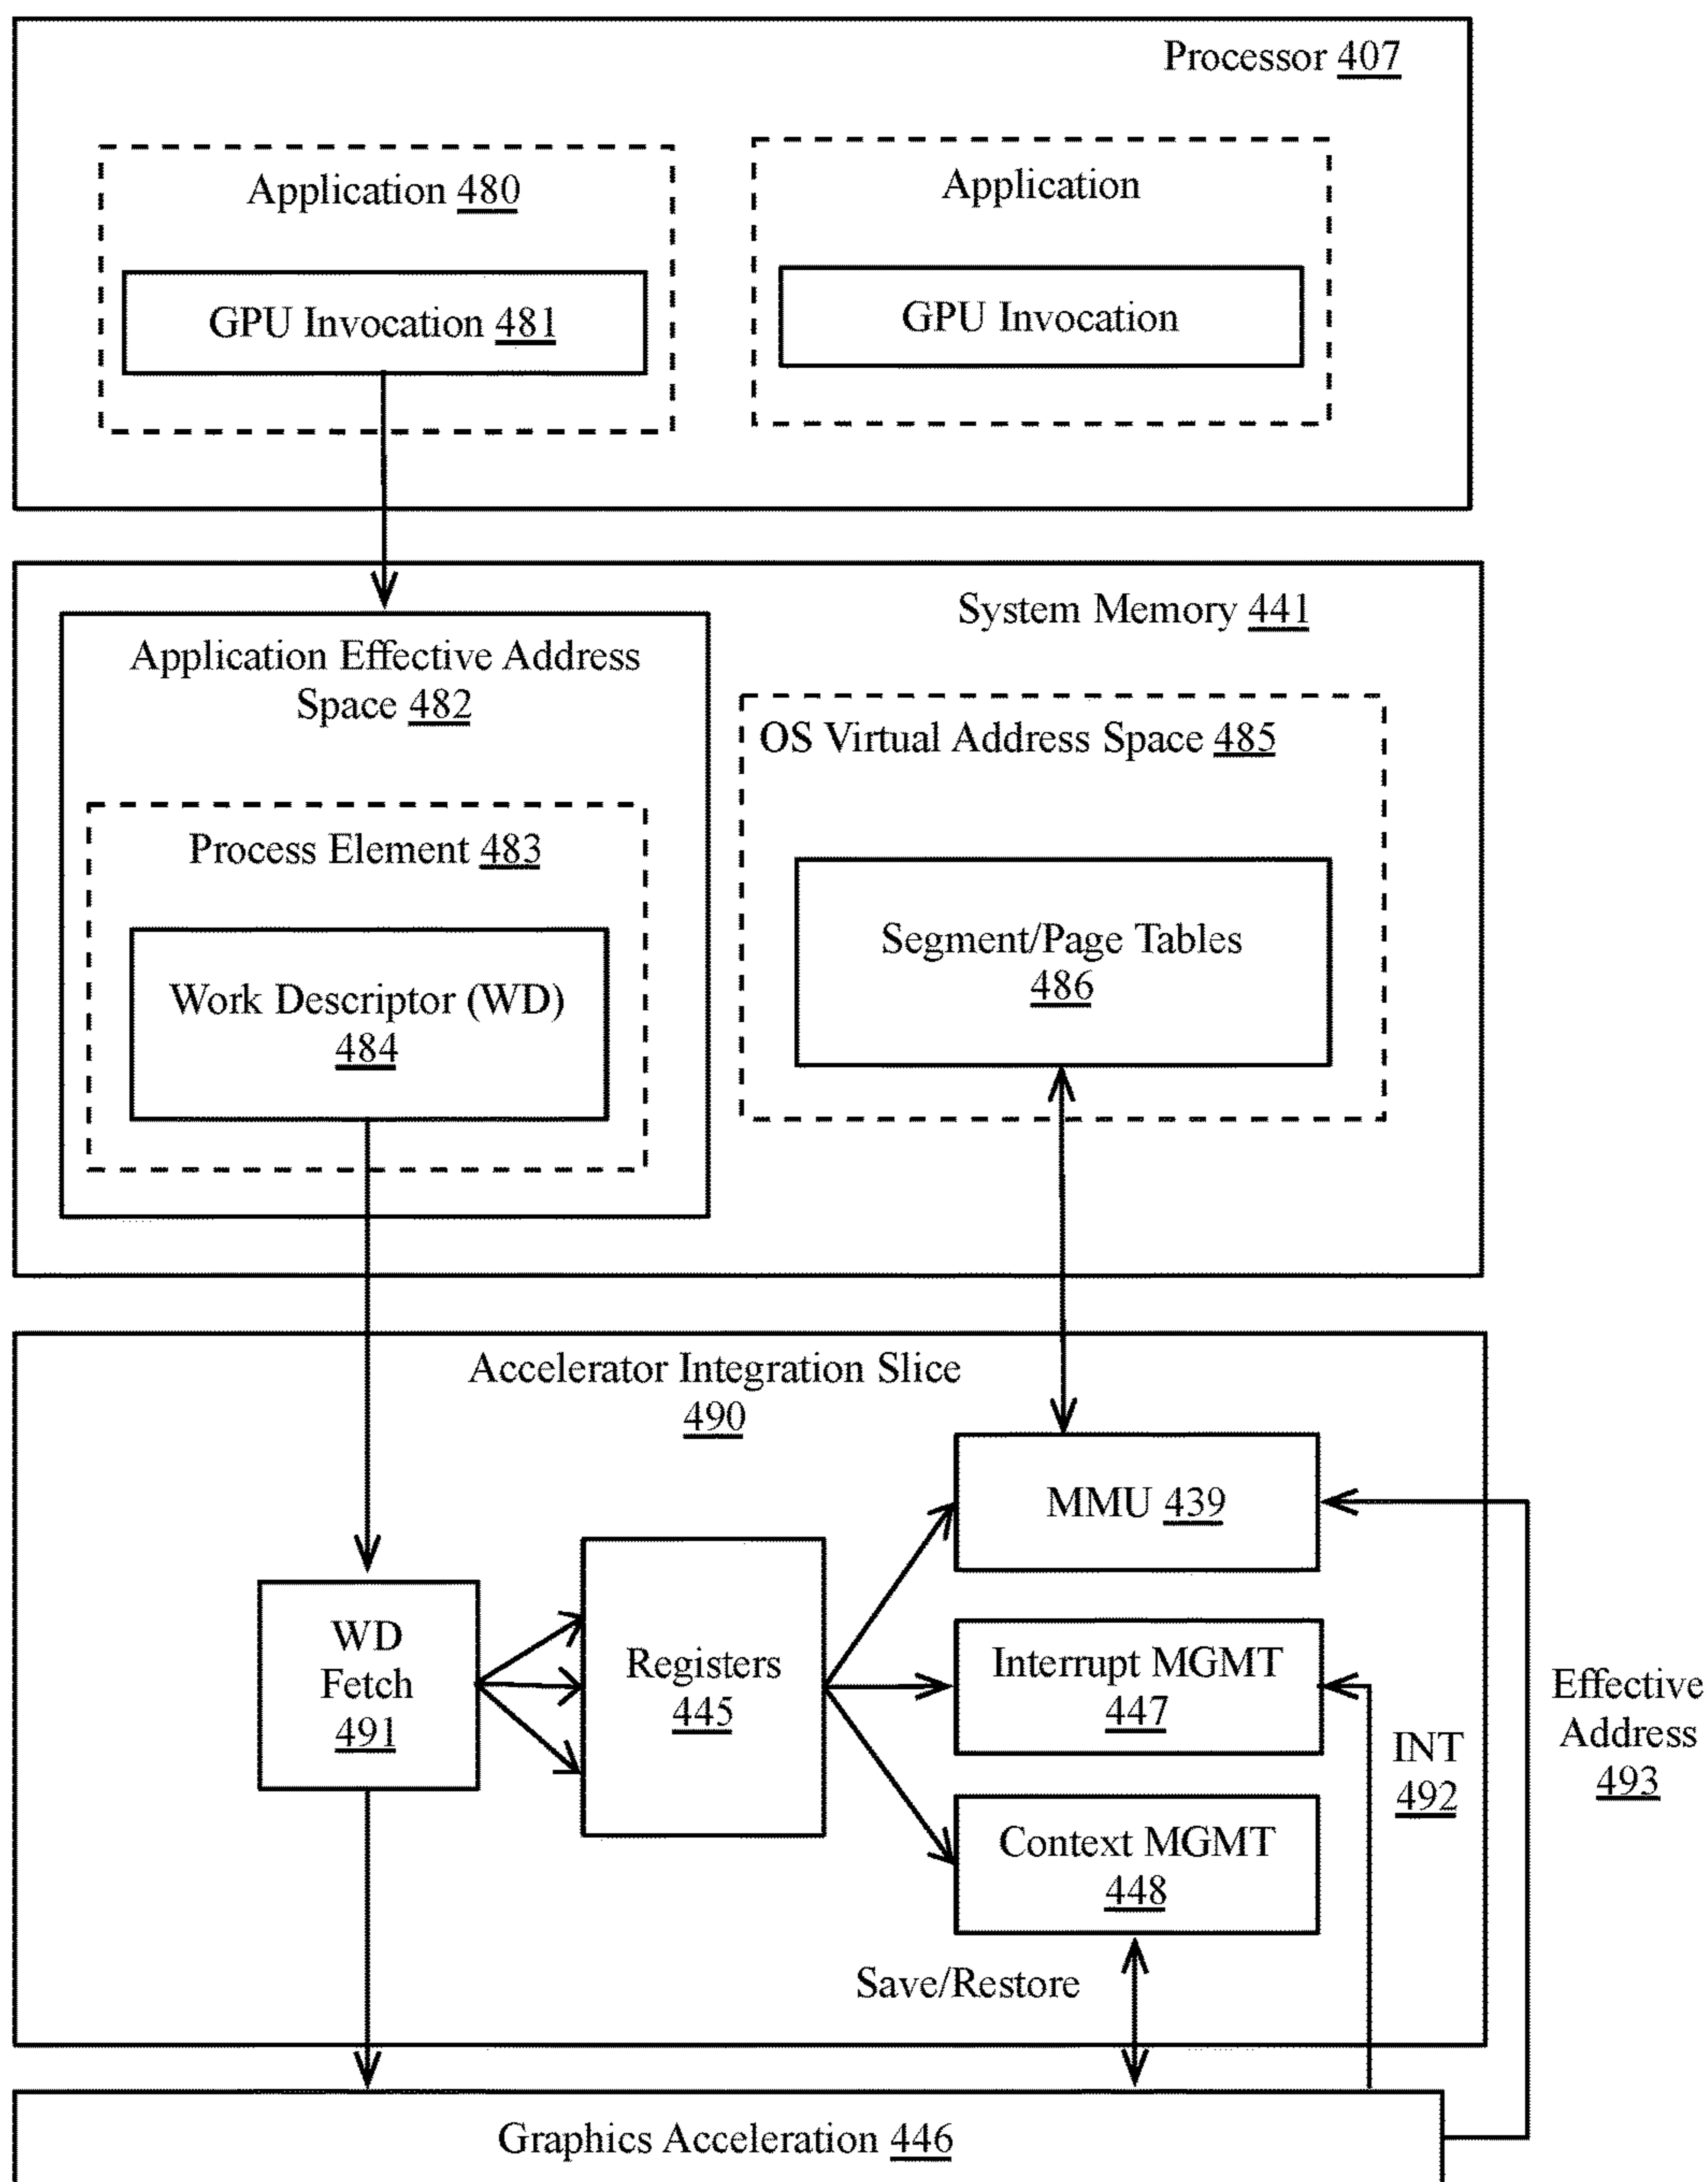 Processor 407
Application 480
Application
GPU Invocation 481
GPU Invocation
System Memory 441
Application Effective Address
Space 482
OS Virtual Address Space 485
Process Element 483
Segment/Page Tables
486
Work Descriptor (WD)
484
Accelerator Integration Slice
490
MMU 439
WD
Fetch
491
Registers
445
Interrupt MGMT
447
Effective
Address
493
INT
492
Context MGMT
448
Save/Restore
Graphics Acceleration 446